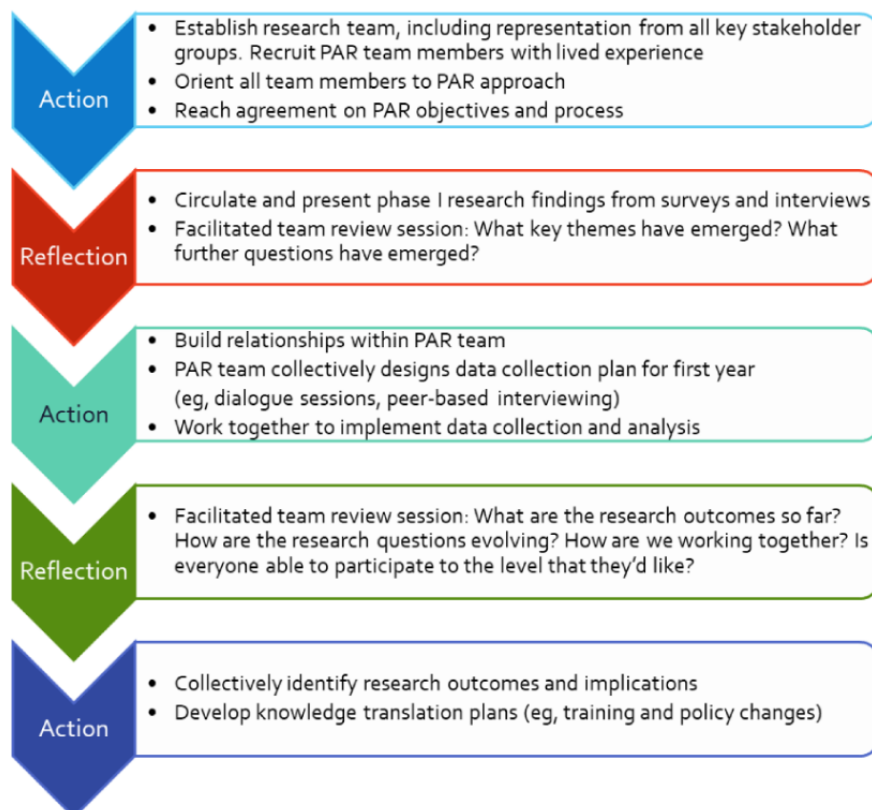 Action
• Establish research team, including representation from all key stakeholder
groups. Recruit PAR team members with lived experience
• Orient all team members to PAR approach
• Reach agreement on PAR objectives and process
Reflection
• Circulate and present phase I research findings from surveys and interviews
• Facilitated team review session: What key themes have emerged? What
further questions have emerged?
Action
• Build relationships within PAR team
• PAR team collectively designs data collection plan for first year
(eg, dialogue sessions, peer-based interviewing)
• Work together to implement data collection and analysis
Reflection
• Facilitated team review session: What are the research outcomes so far?
How are the research questions evolving? How are we working together? Is
everyone able to participate to the level that they'd like?
Action
• Collectively identify research outcomes and implications
• Develop knowledge translation plans (eg, training and policy changes)